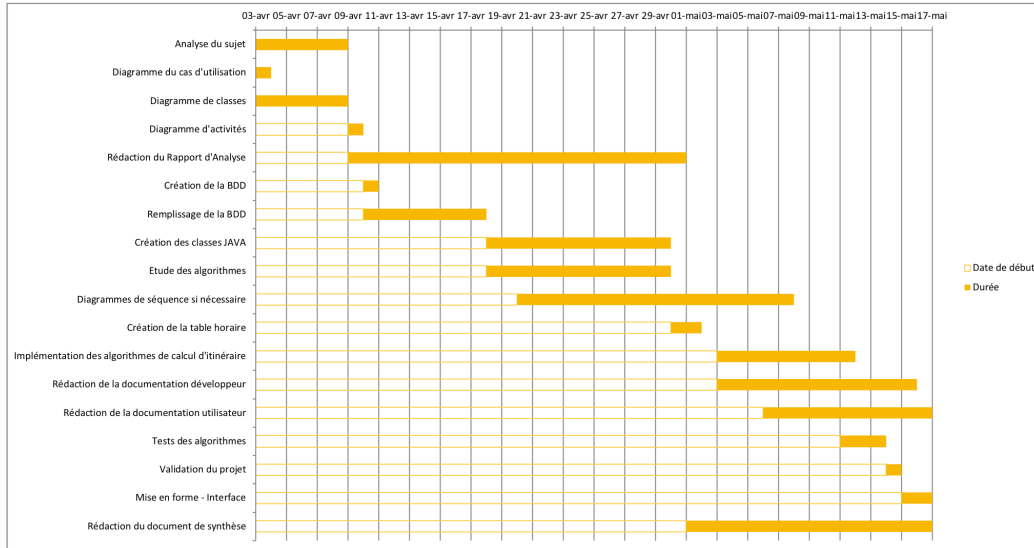 03-avr 05-avr 07-avr 09-avr 11-avr 13-avr 15-avr 17-avr 19-avr 21-avr 23-avr 25-avr 27-avr 29-avr 01-mai 03-mai 05-mai 07-mai 09-mai 11-mai 13-mai 15-mai 17-mai
Analyse du sujet
Diagramme du cas d'utilisation
Diagramme de classes
Diagramme d'activités
Rédaction du Rapport d'Analyse
Création de la BDD
Remplissage de la BDD
Création des classes JAVA
Etude des algorithmes
Diagrammes de séquence si nécessaire
Création de la table horaire
Implémentation des algorithmes de calcul d'itinéraire
Rédaction de la documentation développeur
Rédaction de la documentation utilisateur
Tests des algorithmes
Validation du projet
Mise en forme - Interface
Rédaction du document de synthèse
Date de début
Durée